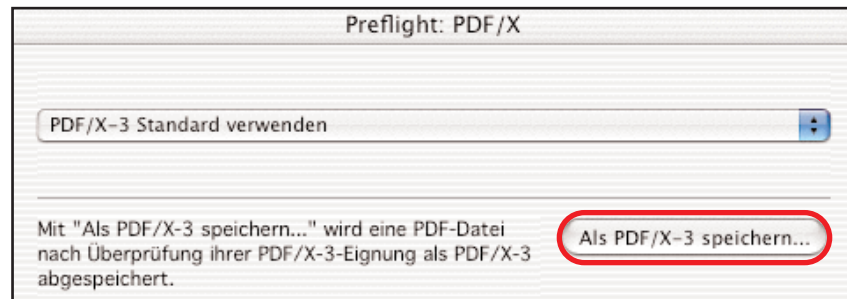 Preflight: PDF/X
PDF/X-3 Standard verwenden
Mit "Als PDF/X-3 speichern..." wird eine PDF-Datei
nach Überprüfung ihrer PDF/X-3-Eignung als PDF/X-3
abgespeichert.
Als PDF/X-3 speichern...